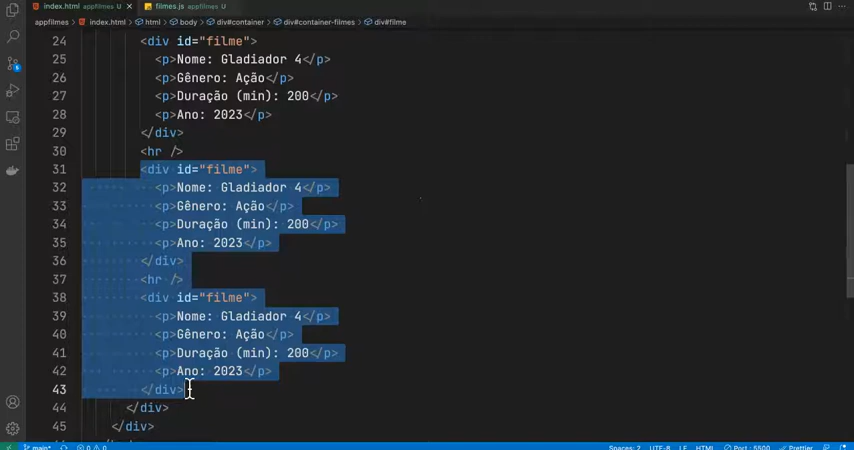 index.html appfilmes U × filmes.js appfilmes U
appfilmes > index.html > html > body > div#container > div#container-filmes > div#filme
24 <div id="filme">
25 <p>Nome: Gladiador 4</p>
26 <p>Gênero: Ação</p>
27 <p>Duração (min): 200</p>
28 <p>Ano: 2023</p>
29 </div>
30 <hr />
31 <div id="filme">
32 <p>Nome: Gladiador 4</p>
33 <p>Gênero: Ação</p>
34 <p>Duração (min): 200</p>
35 <p>Ano: 2023</p>
36 </div>
37 <hr />
38 <div id="filme">
39 <p>Nome: Gladiador 4</p>
40 <p>Gênero: Ação</p>
41 <p>Duração (min): 200</p>
42 <p>Ano: 2023</p>
43 </div>
44 </div>
45 </div>
main* 0 0 Spaces: 2 UTF-8 LF HTML Port : 5500 Prettier